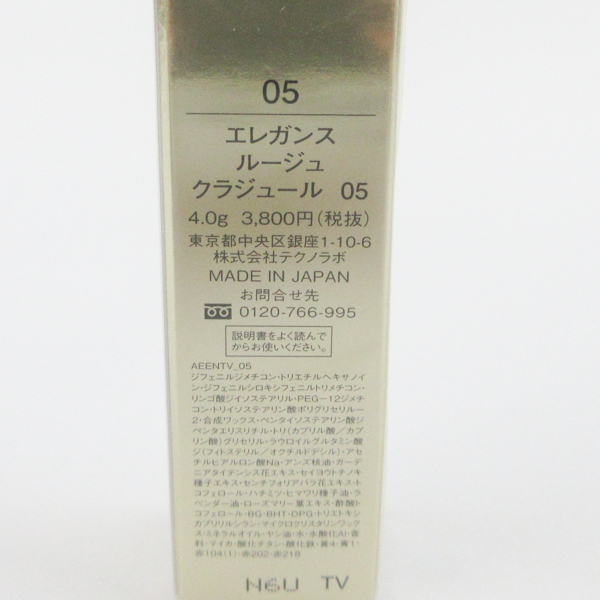 05
エレガンス
ルージュ
クラジュール 05
4.0g 3,800円(税抜)
東京都中央区銀座1-10-6
株式会社テクノラボ
MADE IN JAPAN
お問合せ先
0120-766-995
説明書をよく読んで
からお使いください。
AEENTV_05
ジフェニルジメチコン・トリエチルヘキサノイ
ン・ジフェニルシロキシフェニルトリメチコン・
リンゴ酸ジイソステアリル・PEG－12ジメチ
コン・トリイソステアリン酸ポリグリセリル－
2・合成ワックス・ペンタイソステアリン酸ジ
ペンタエリスリチル・トリ(カプリル酸／カプ
リン酸)グリセリル・ラウロイルグルタミン酸
ジ(フィトステリル／オクチルドデシル)・アセ
チルヒアルロン酸Na・アンズ核油・ガーデ
ニアタイテンシス花エキス・セイヨウトチノキ
種子エキス・センチフォリアバラ花エキス・ト
コフェロール・ハチミツ・ヒマワリ種子油・ラ
ベンダー油・ローズマリー葉エキス・酢酸ト
コフェロール・BG・BHT・DPG・トリエトキシ
カプリリルシラン・マイクロクリスタリンワック
ス・ミネラルオイル・ヤシ油・水・水酸化Al・香
料・マイカ・酸化チタン・酸化鉄・黄4・青1・
赤104(1)・赤202・赤218
N6U TV